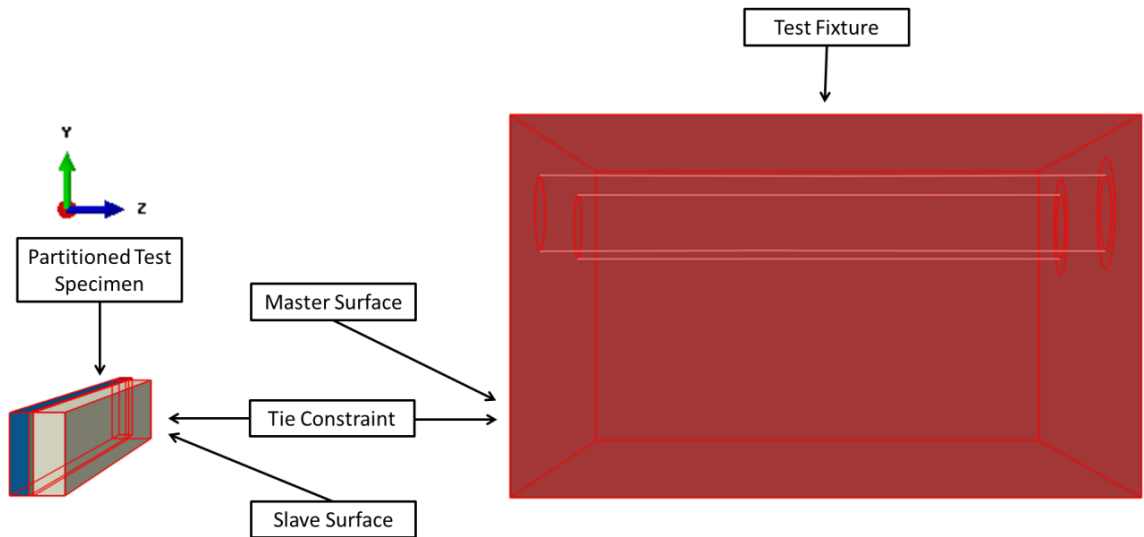 Test Fixture
Y
Z
Partitioned Test
Specimen
Master Surface
Tie Constraint
Slave Surface